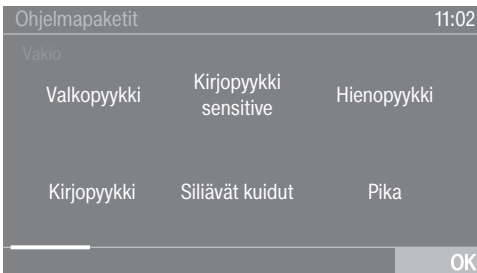 Ohjelmapaketit 11:02
Vakio
Valkopyykki Kirjopyykki sensitive Hienopyykki
Kirjopyykki Siliävät kuidut Pika
OK